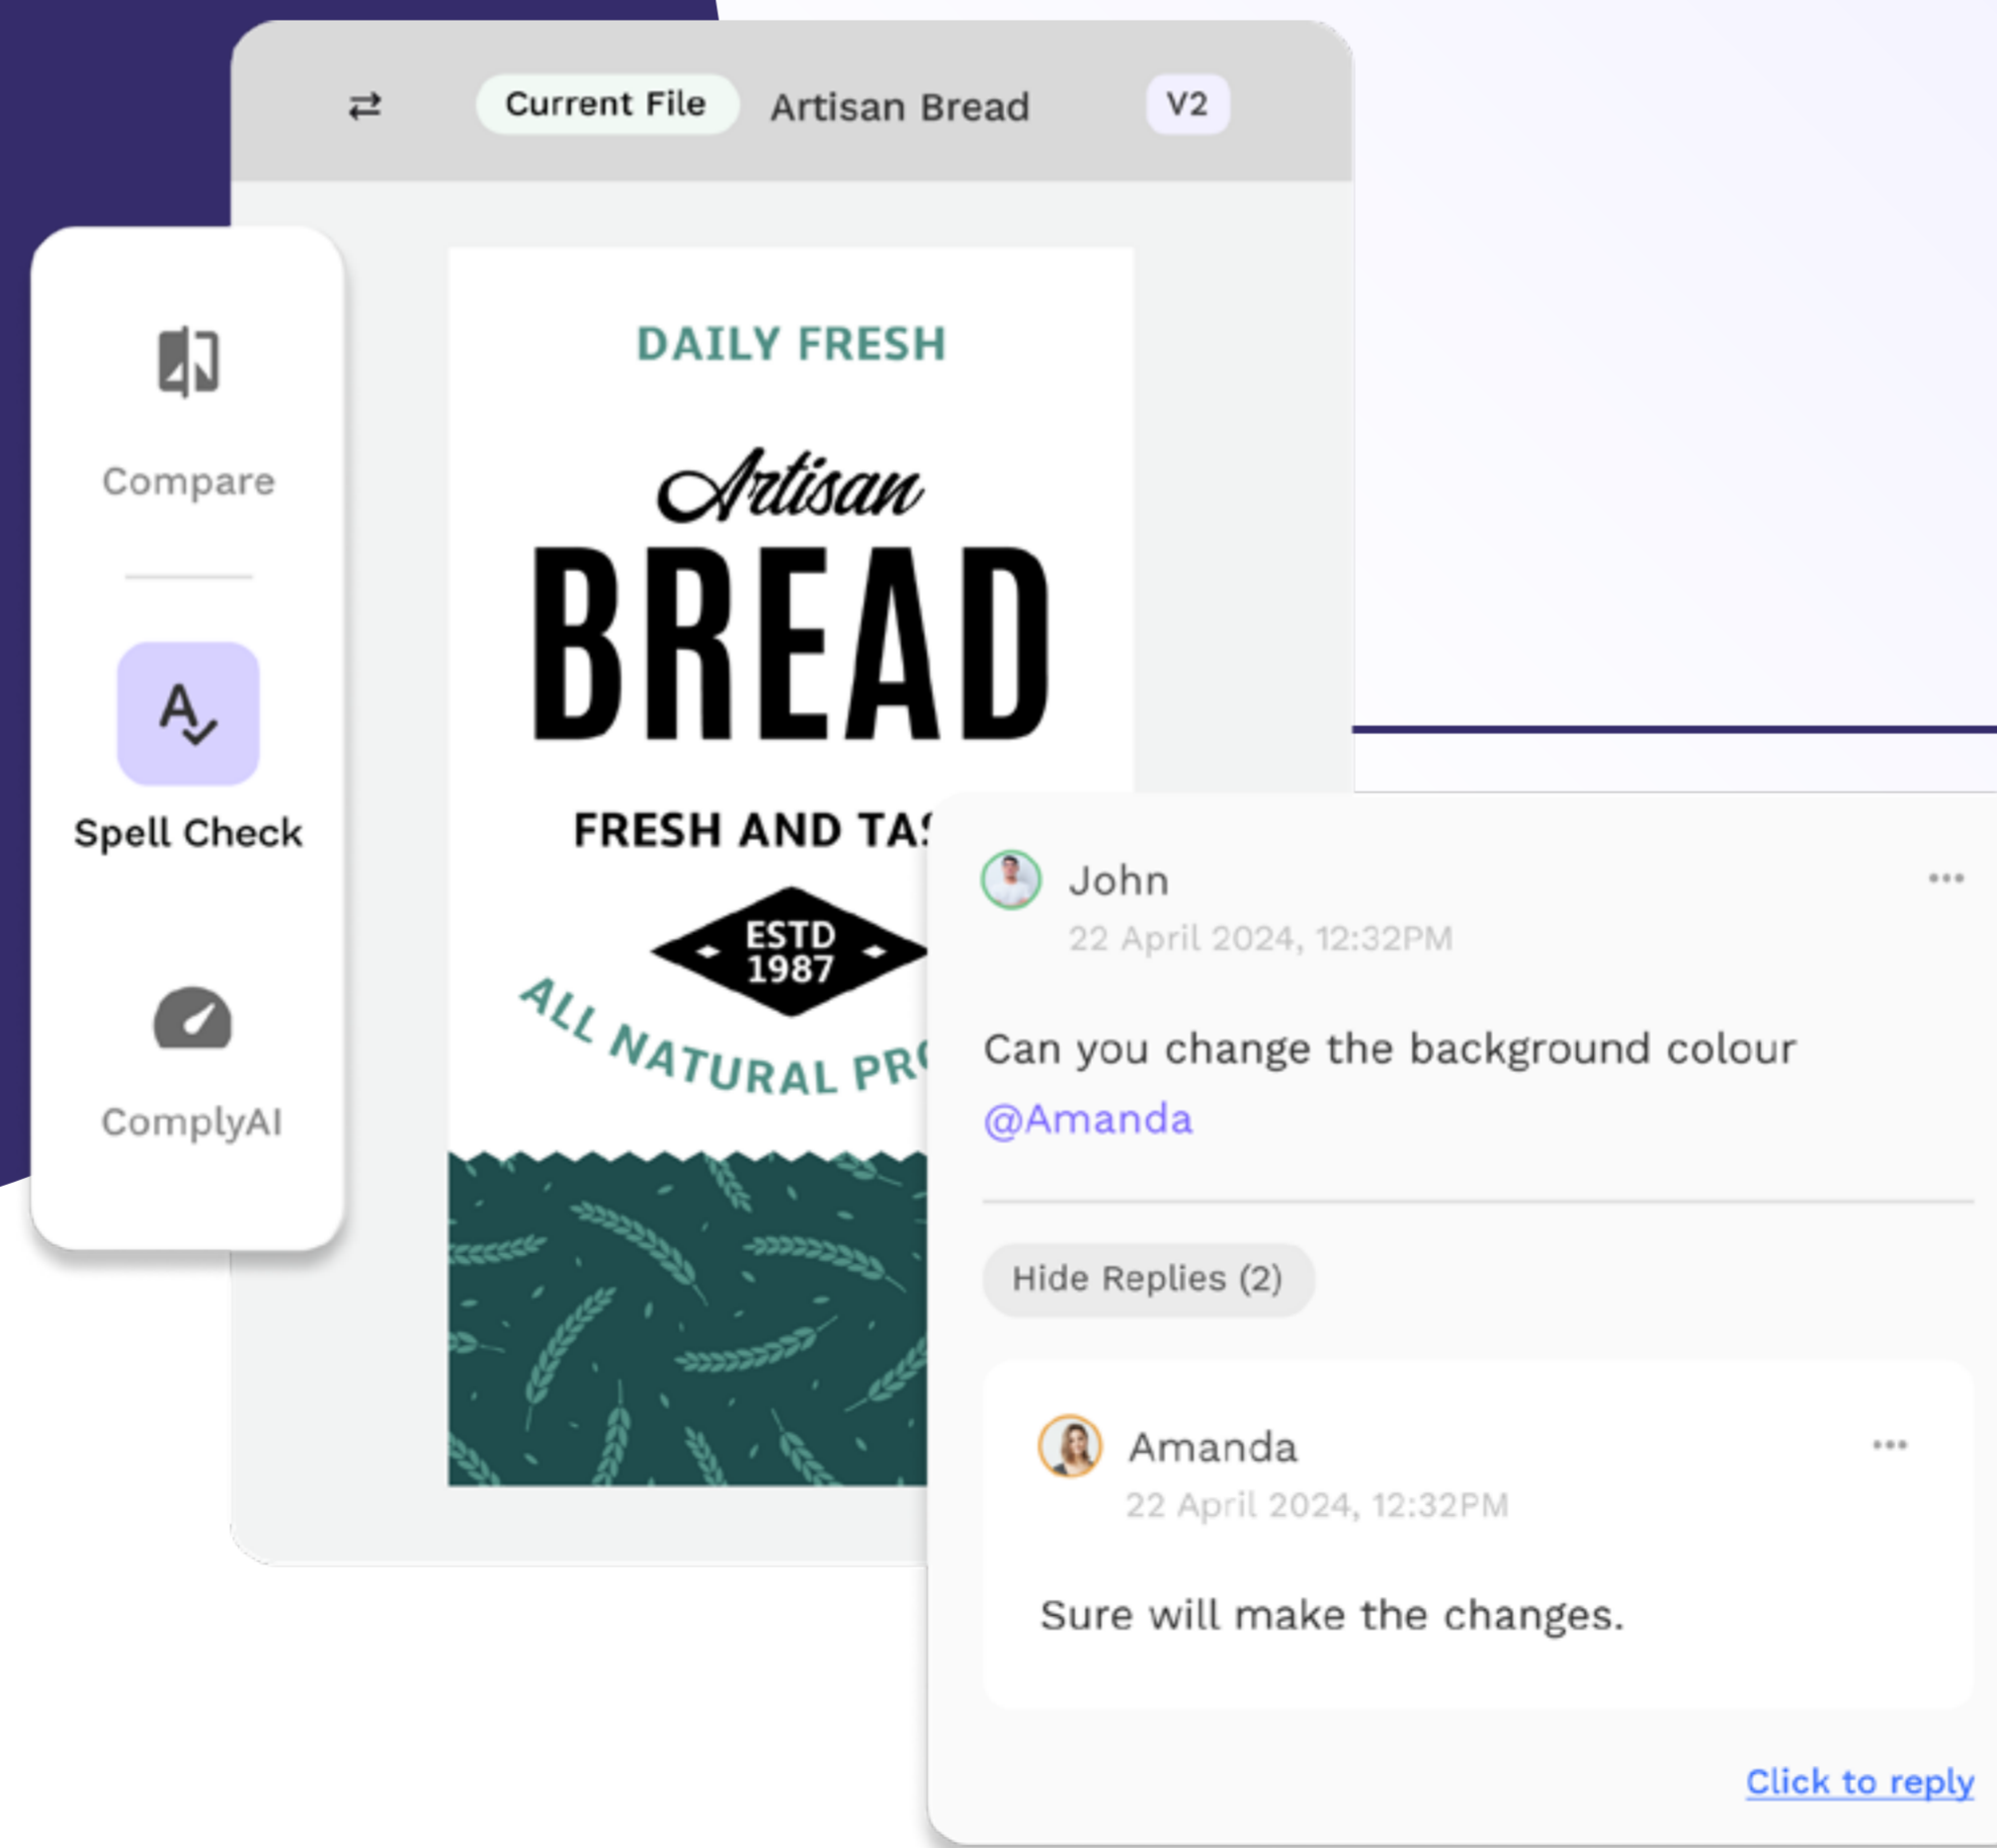 Current File Artisan Bread V2
Compare
Spell Check
ComplyAI
DAILY FRESH
Artisan
BREAD
FRESH AND
ESTD
1987
ALL NATURAL
John
22 April 2024, 12:32PM
Can you change the background colour
@Amanda
Hide Replies (2)
Amanda
22 April 2024, 12:32PM
Sure will make the changes.
Click to reply